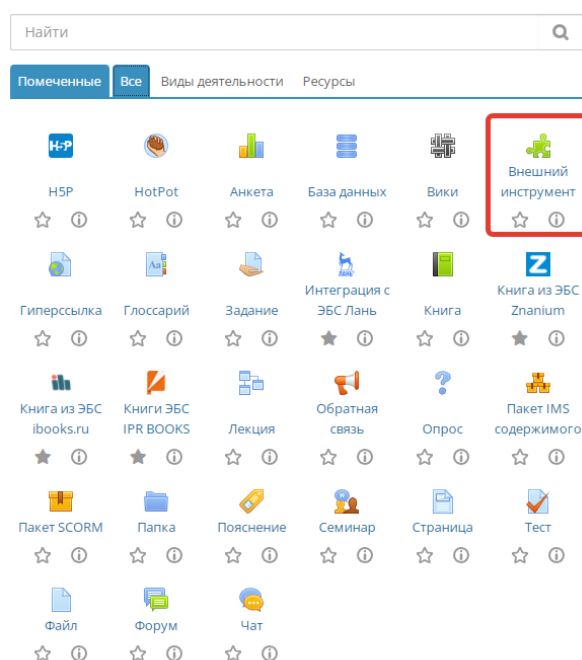 Найти
Помеченные Все Виды деятельности Ресурсы
H5P
Внешний
H5P HotPot Анкета База данных Вики инструмент
Интеграция с Книга из ЭБС
Гиперссылка Глоссарий Задание ЭБС Лань Книга Znanium
Книга из ЭБС Книги ЭБС Обратная Пакет IMS
ibooks.ru IPR BOOKS Лекция связь Опрос содержимого
Пакет SCORM Папка Пояснение Семинар Страница Тест
Файл Форум Чат